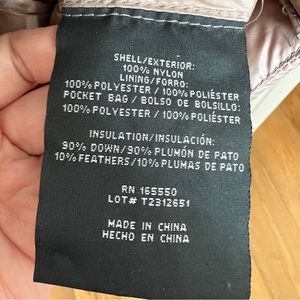 SHELL/EXTERIOR:
100% NYLON
LINING/FORRO:
100% POLYESTER / 100% POLIÉSTER
POCKET BAG / BOLSO DE BOLSILLO:
100% POLYESTER / 100% POLIÉSTER
INSULATION/INSULACIÓN:
90% DOWN/90% PLUMÓN DE PATO
10% FEATHERS/10% PLUMAS DE PATO
RN 165550
LOT# T2312651
MADE IN CHINA
HECHO EN CHINA